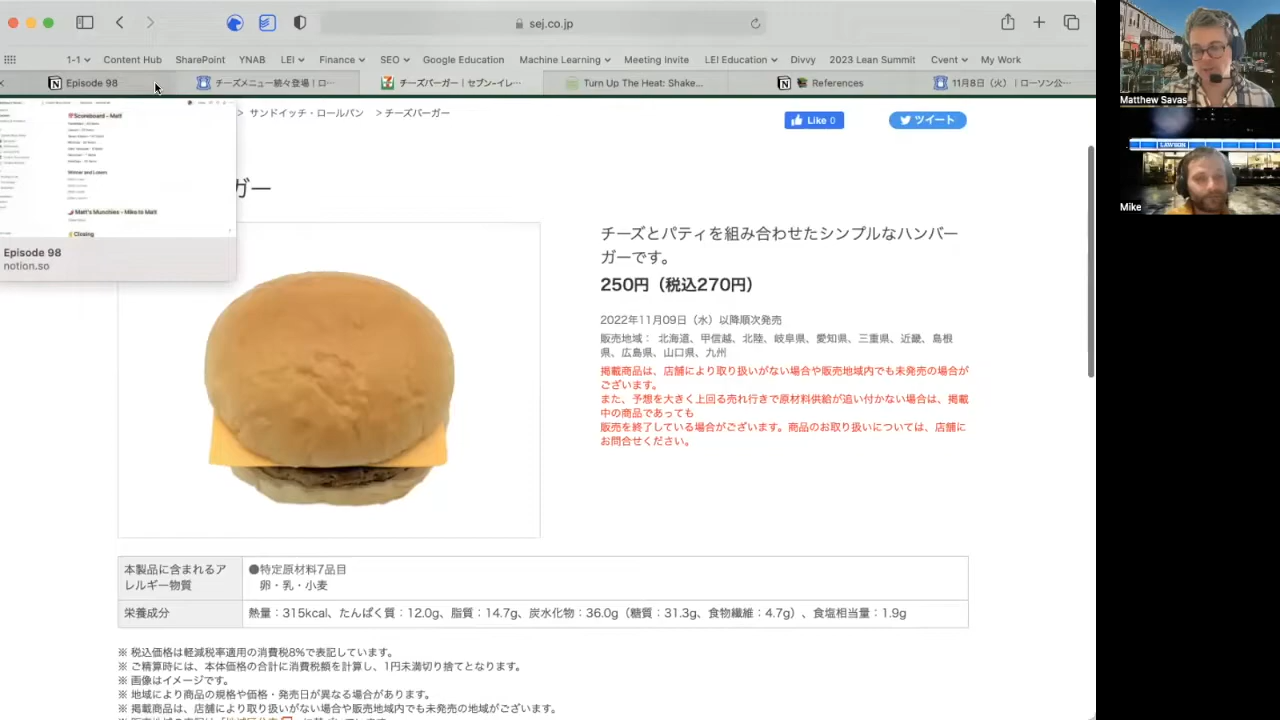 sej.co.jp
1-1
Content Hub
SharePoint
YNAB
LEI
Finance
SEO
Google Education
Machine Learning
Meeting Invite
LEI Education
Divvy
2023 Lean Summit
Cvent
My Work
Episode 98
チーズメニュー続々登場！｜ロー…
チーズバーガー｜セブン‐イレ…
Turn Up The Heat: Shake...
References
11月8日（火）｜ローソン公…
> サンドイッチ・ロールパン > チーズバーガー
Like 0
ツイート
Scoreboard - Matt
Winner and Losers
Matt's Munchies - Mike to Matt
Closing
Episode 98
notion.so
ガー
チーズとパティを組み合わせたシンプルなハンバー
ガーです。
250円（税込270円）
2022年11月09日（水）以降順次発売
販売地域： 北海道、甲信越、北陸、岐阜県、愛知県、三重県、近畿、島根
県、広島県、山口県、九州
掲載商品は、店舗により取り扱いがない場合や販売地域内でも未発売の場合が
ございます。
また、予想を大きく上回る売れ行きで原材料供給が追い付かない場合は、掲載
中の商品であっても
販売を終了している場合がございます。商品のお取り扱いについては、店舗に
お問合せください。
本製品に含まれるア
レルギー物質
●特定原材料7品目
卵・乳・小麦
栄養成分
熱量：315kcal、たんぱく質：12.0g、脂質：14.7g、炭水化物：36.0g（糖質：31.3g、食物繊維：4.7g）、食塩相当量：1.9g
※ 税込価格は軽減税率適用の消費税8%で表記しています。
※ ご精算時には、本体価格の合計に消費税額を計算し、1円未満切り捨てとなります。
※ 画像はイメージです。
※ 地域により商品の規格や価格・発売日が異なる場合があります。
※ 掲載商品は、店舗により取り扱いがない場合や販売地域内でも未発売の地域がございます。
Matthew Savas
LAWSON
Mike